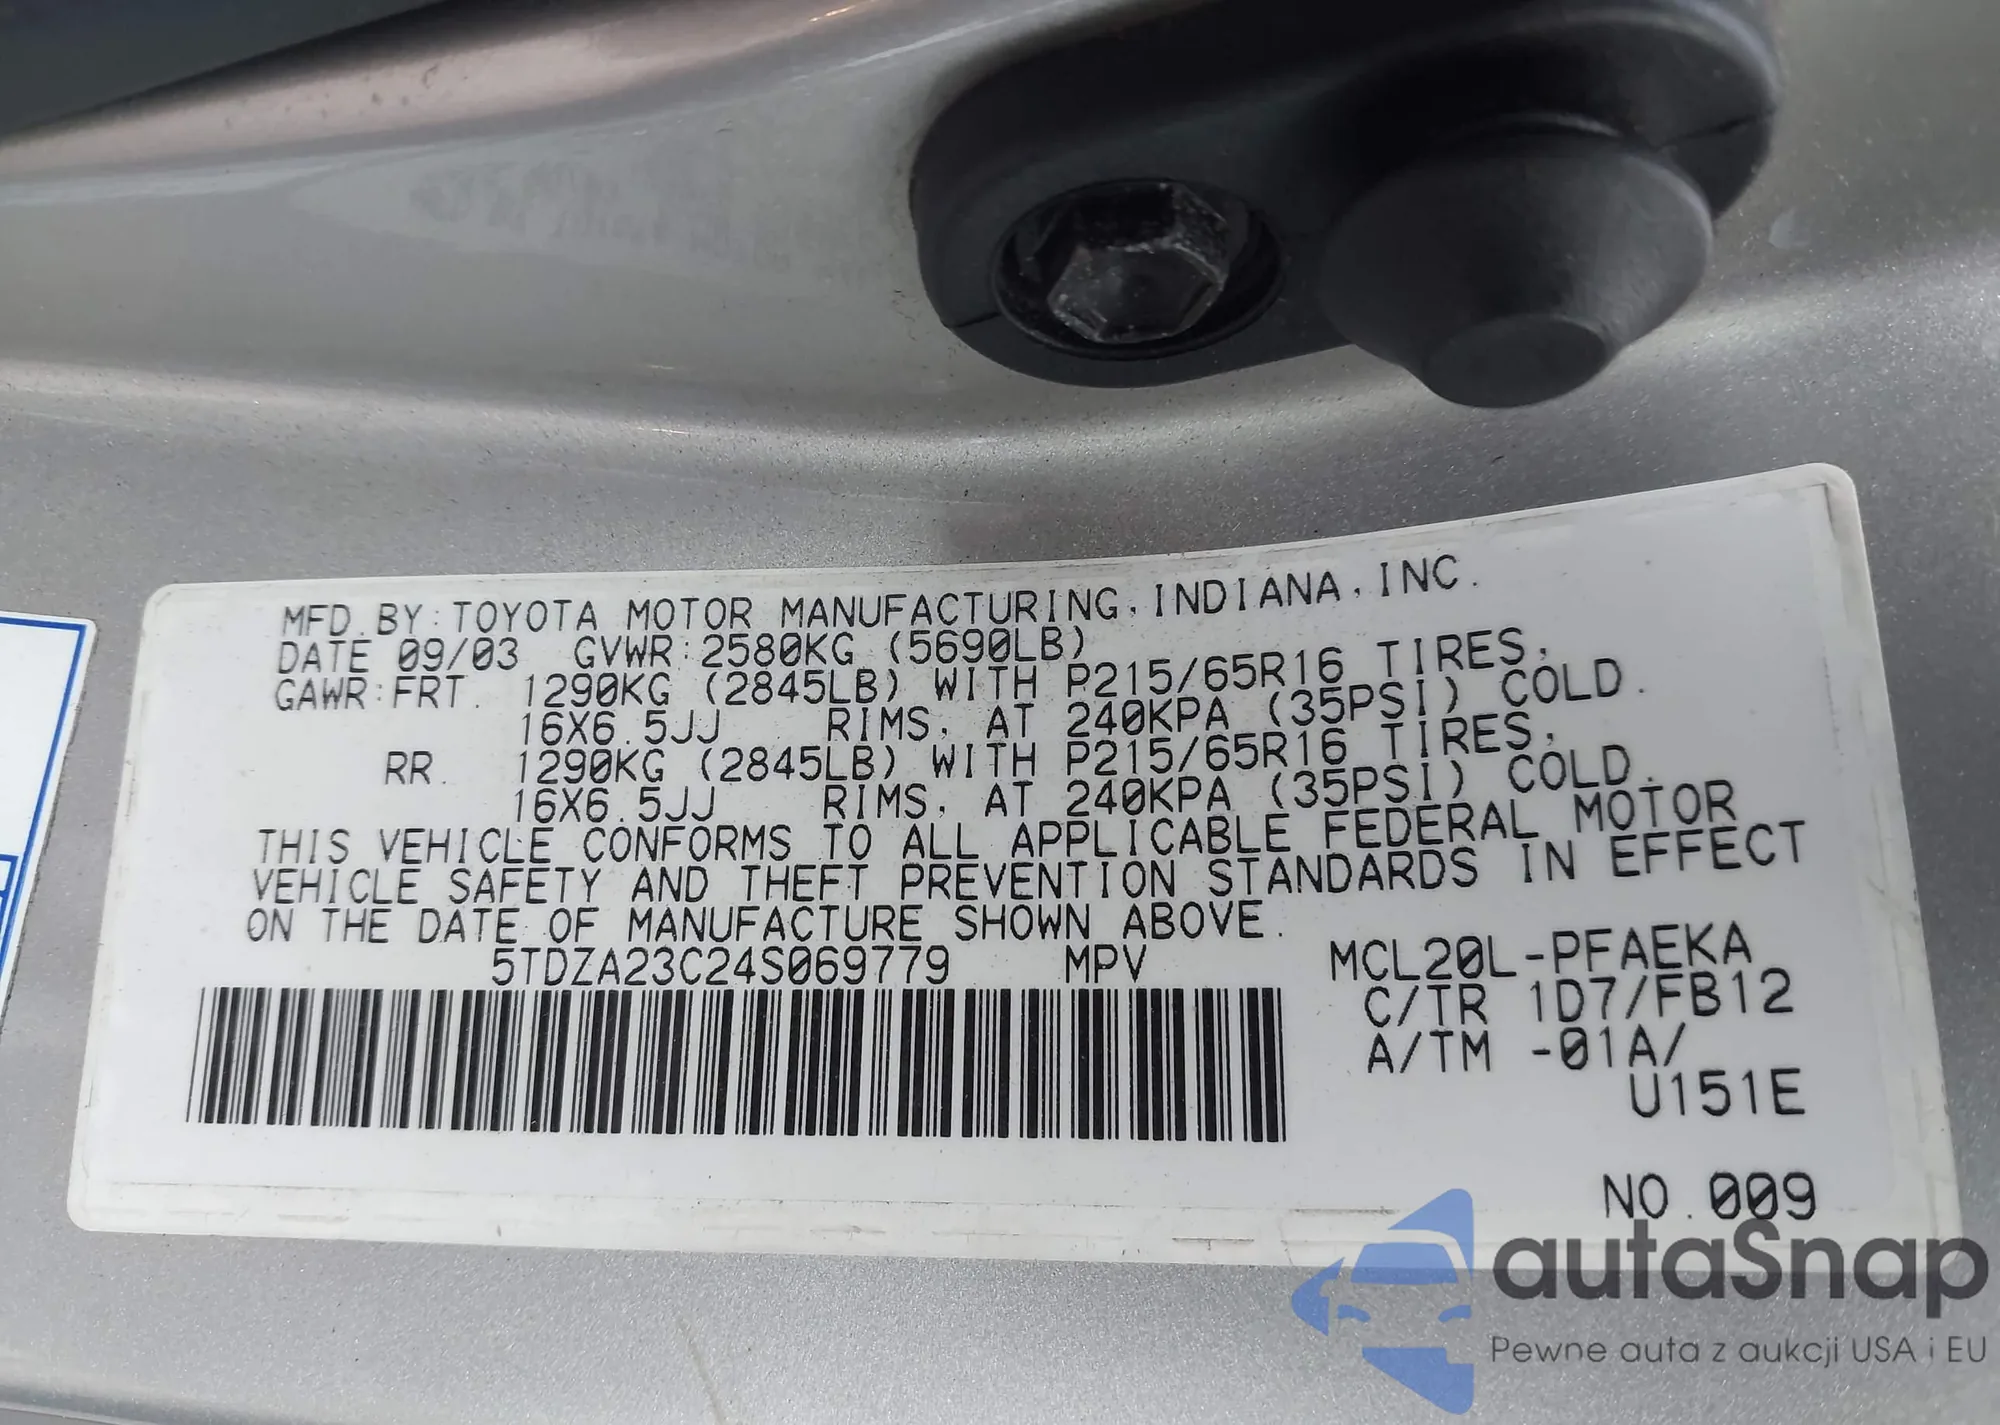 MFD.BY:TOYOTA MOTOR MANUFACTURING,INDIANA,INC.
DATE 09/03 GVWR:2580KG (5690LB)
GAWR:FRT. 1290KG (2845LB) WITH P215/65R16 TIRES,
16X6.5JJ RIMS, AT 240KPA (35PSI) COLD.
RR. 1290KG (2845LB) WITH P215/65R16 TIRES,
16X6.5JJ RIMS, AT 240KPA (35PSI) COLD.
THIS VEHICLE CONFORMS TO ALL APPLICABLE FEDERAL MOTOR
VEHICLE SAFETY AND THEFT PREVENTION STANDARDS IN EFFECT
ON THE DATE OF MANUFACTURE SHOWN ABOVE.
5TDZA23C24S069779 MPV MCL20L-PFAEKA
C/TR 1D7/FB12
A/TM -01A/
U151E
NO.009
autaSnap
Pewne auta z aukcji USA i EU